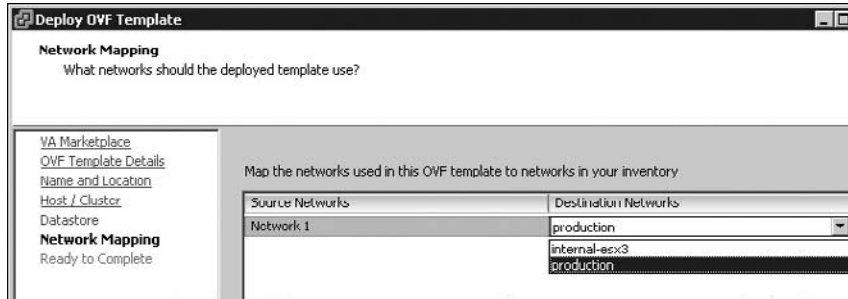 Deploy OVF Template
Network Mapping
What networks should the deployed template use?
VA Marketplace
OVF Template Details
Name and Location
Host / Cluster
Datastore
Network Mapping
Ready to Complete
Map the networks used in this OVF template to networks in your inventory
Source Networks Destination Networks
Network 1 production
internal-esx3
production